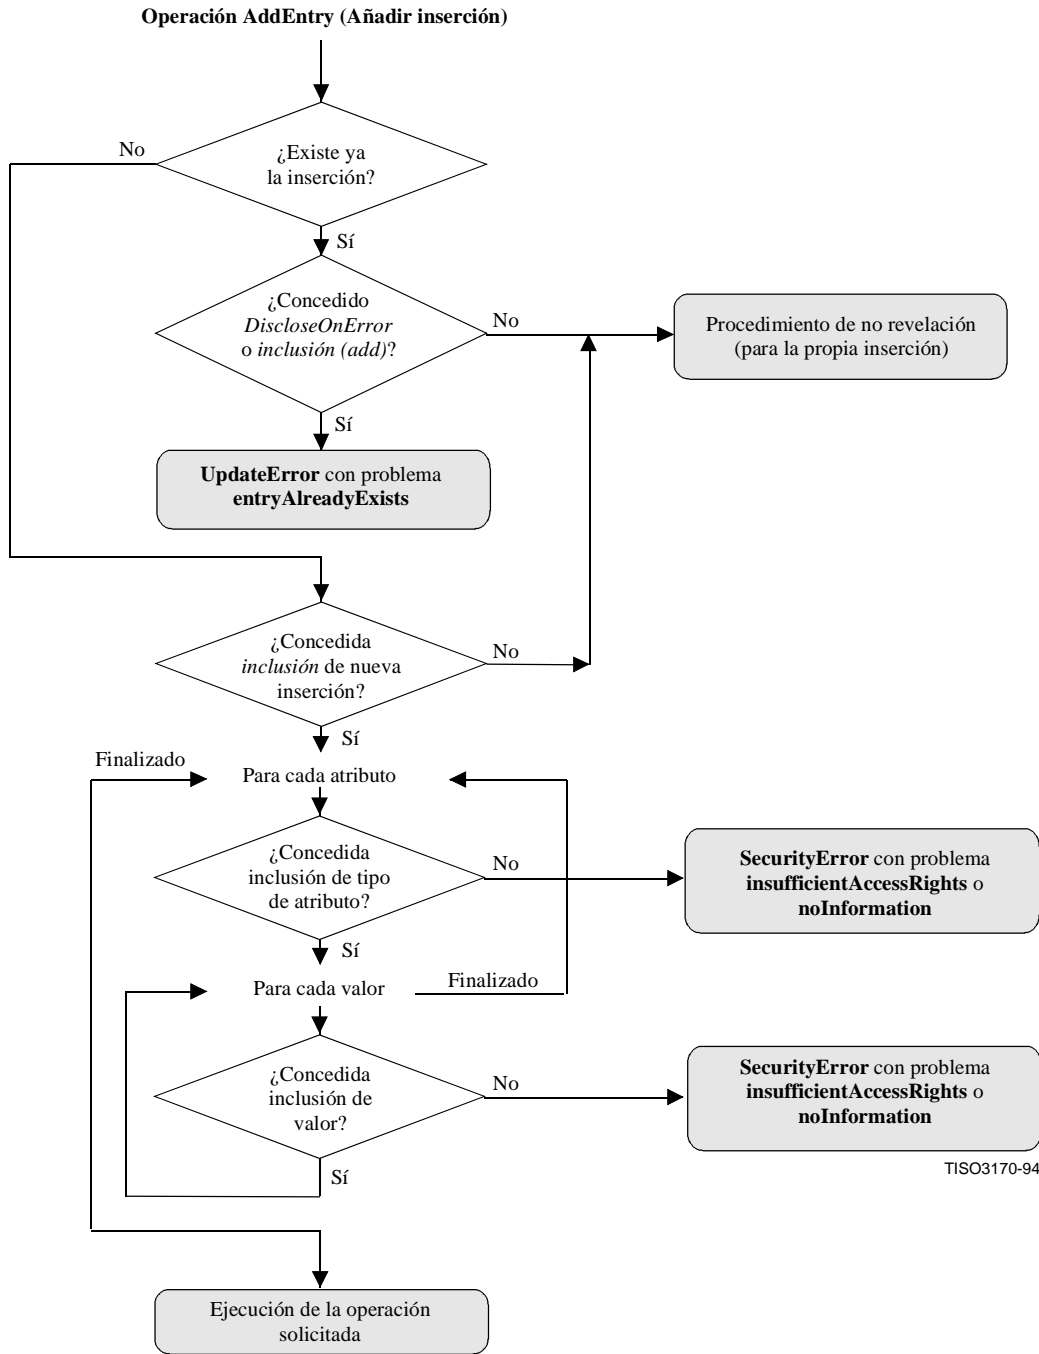 Operación AddEntry (Añadir inserción)
No
¿Existe ya
la inserción?
Sí
¿Concedido
DiscloseOnError
o inclusión (add)?
No
Procedimiento de no revelación
(para la propia inserción)
Sí
UpdateError con problema
entryAlreadyExists
¿Concedida
inclusión de nueva
inserción?
No
Sí
Finalizado
Para cada atributo
¿Concedida
inclusión de tipo
de atributo?
No
SecurityError con problema
insufficientAccessRights o
noInformation
Sí
Para cada valor
Finalizado
¿Concedida
inclusión de
valor?
No
SecurityError con problema
insufficientAccessRights o
noInformation
Sí
TISO3170-94
Ejecución de la operación
solicitada